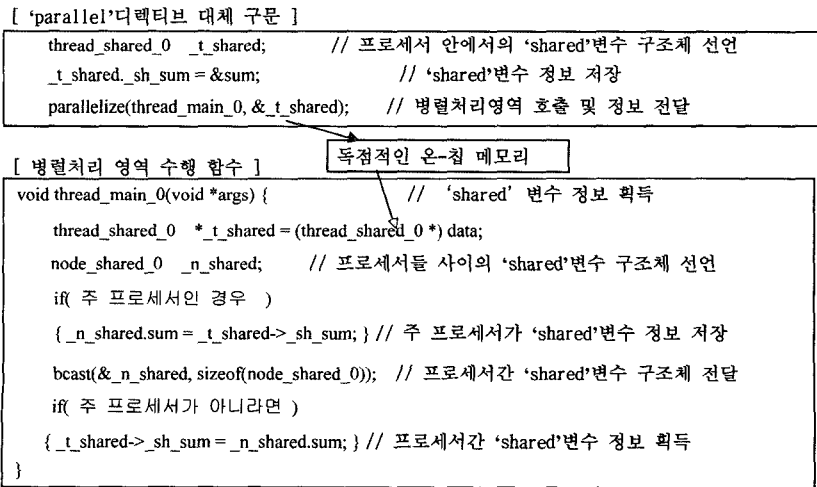 [ ‘parallel’디렉티브 대체 구문 ]
thread_shared_0 _t_shared; // 프로세서 안에서의 ‘shared’변수 구조체 선언
_t_shared._sh_sum = &sum; // ‘shared’변수 정보 저장
parallelize(thread_main_0, &_t_shared); // 병렬처리영역 호출 및 정보 전달
독점적인 온-칩 메모리
[ 병렬처리 영역 수행 함수 ]
void thread_main_0(void *args) { // ‘shared’ 변수 정보 획득
thread_shared_0 *_t_shared = (thread_shared_0 *) data;
node_shared_0 _n_shared; // 프로세서들 사이의 ‘shared’변수 구조체 선언
if( 주 프로세서인 경우 )
{ _n_shared.sum = _t_shared->_sh_sum; } // 주 프로세서가 ‘shared’변수 정보 저장
bcast(&_n_shared, sizeof(node_shared_0)); // 프로세서간 ‘shared’변수 구조체 전달
if( 주 프로세서가 아니라면 )
{ _t_shared->_sh_sum = _n_shared.sum; } // 프로세서간 ‘shared’변수 정보 획득
}